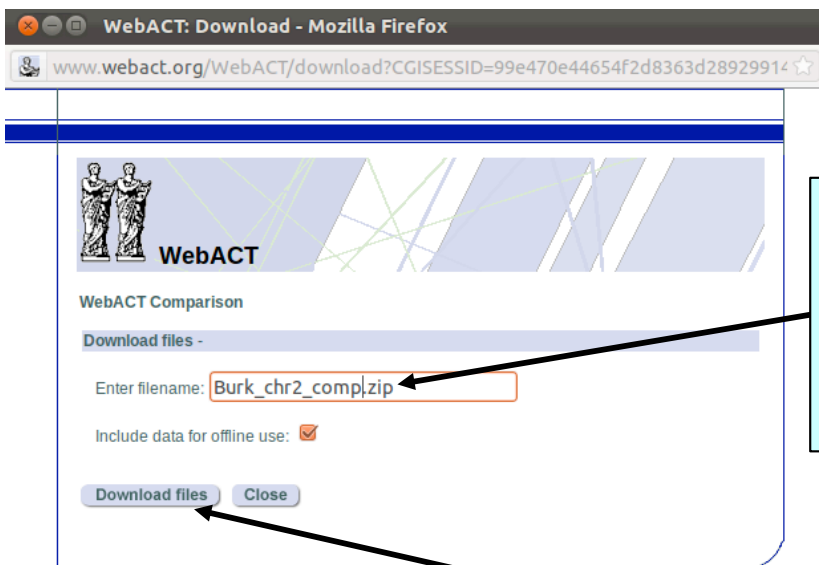 WebACT: Download - Mozilla Firefox
www.webact.org/WebACT/download?CGISESSID=99e470e44654f2d8363d28929914
WebACT
WebACT Comparison
Download files -
Enter filename: Burk_chr2_comp.zip
Include data for offline use:
Download files Close